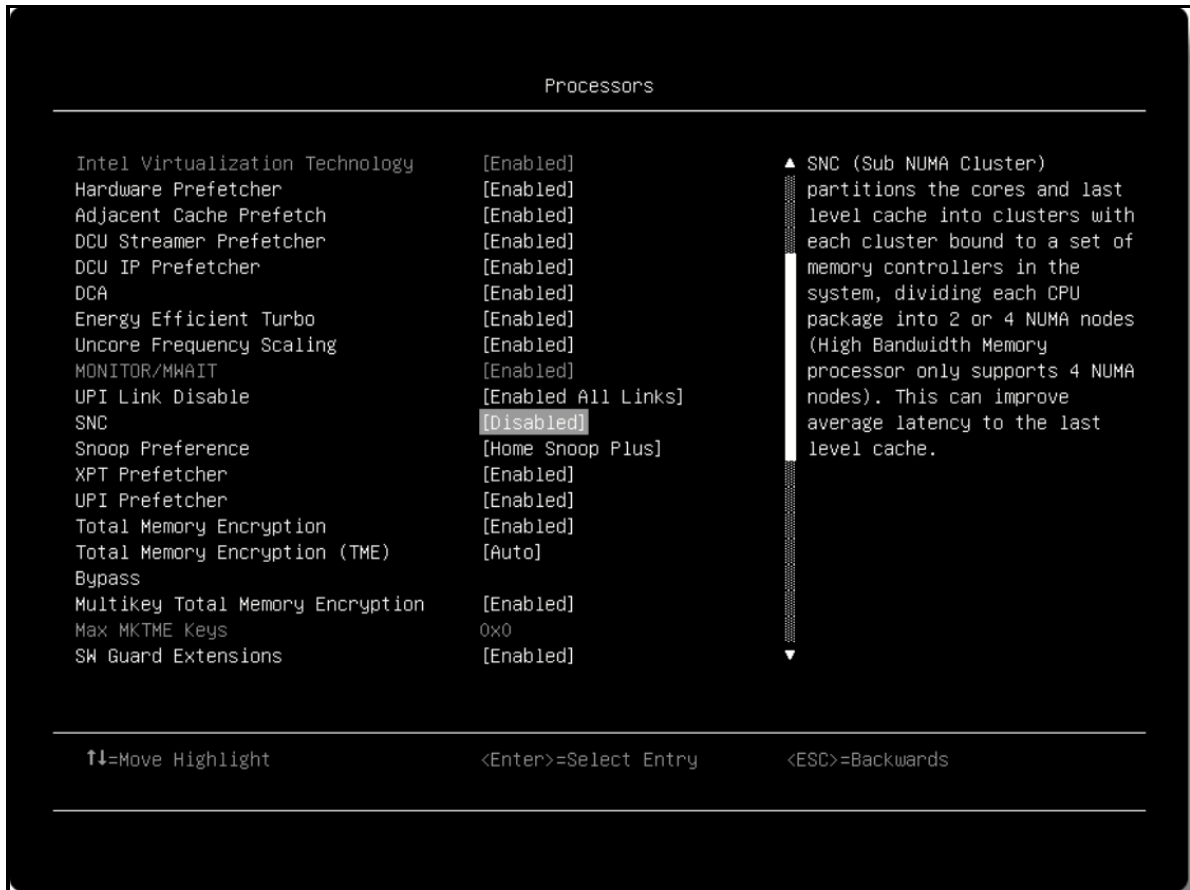 Processors
Intel Virtualization Technology [Enabled]
Hardware Prefetcher [Enabled]
Adjacent Cache Prefetch [Enabled]
DCU Streamer Prefetcher [Enabled]
DCU IP Prefetcher [Enabled]
DCA [Enabled]
Energy Efficient Turbo [Enabled]
Uncore Frequency Scaling [Enabled]
MONITOR/MWAIT [Enabled]
UPI Link Disable [Enabled All Links]
SNC [Disabled]
Snoop Preference [Home Snoop Plus]
XPT Prefetcher [Enabled]
UPI Prefetcher [Enabled]
Total Memory Encryption [Enabled]
Total Memory Encryption (TME) [Auto]
Bypass
Multikey Total Memory Encryption [Enabled]
Max MKTME Keys 0x0
SW Guard Extensions [Enabled]
SNC (Sub NUMA Cluster)
partitions the cores and last
level cache into clusters with
each cluster bound to a set of
memory controllers in the
system, dividing each CPU
package into 2 or 4 NUMA nodes
(High Bandwidth Memory
processor only supports 4 NUMA
nodes). This can improve
average latency to the last
level cache.
↑↓=Move Highlight <Enter>=Select Entry <ESC>=Backwards